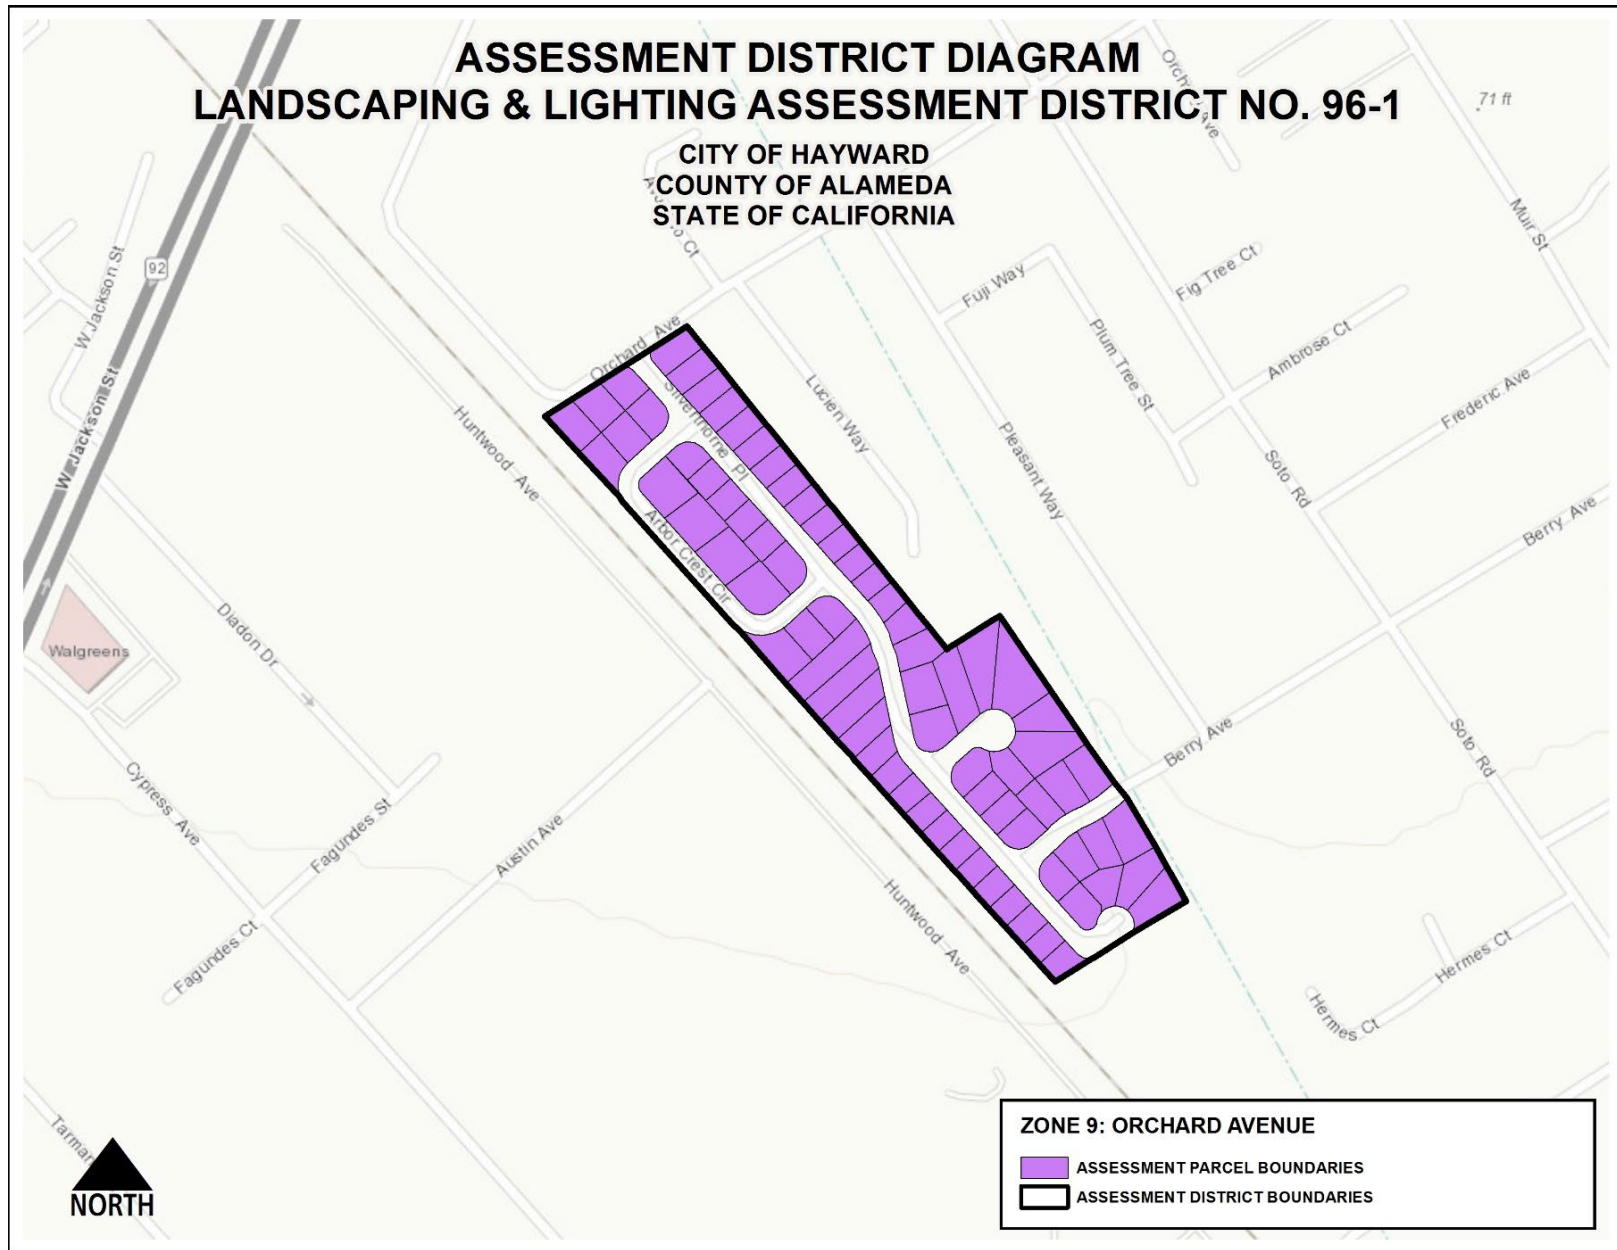 ASSESSMENT DISTRICT DIAGRAM
LANDSCAPING & LIGHTING ASSESSMENT DISTRICT NO. 96-1
CITY OF HAYWARD
COUNTY OF ALAMEDA
STATE OF CALIFORNIA
71 ft
Muir St
Fig Tree Ct
Fuji Way
92
W Jackson St
W Jackson St
Orchard Ave
Silverthorne Pl
Lucien Way
Plum Tree St
Ambrose Ct
Frederic Ave
Huntwood Ave
Pleasant Way
Soto Rd
Berry Ave
Arbor Crest Cir
Diadon Dr
Walgreens
Berry Ave
Soto Rd
Cypress Ave
Fagundes St
Austin Ave
Huntwood Ave
Fagundes Ct
Hermes Ct
Hermes Ct
Tarman
NORTH
ZONE 9: ORCHARD AVENUE
ASSESSMENT PARCEL BOUNDARIES
ASSESSMENT DISTRICT BOUNDARIES